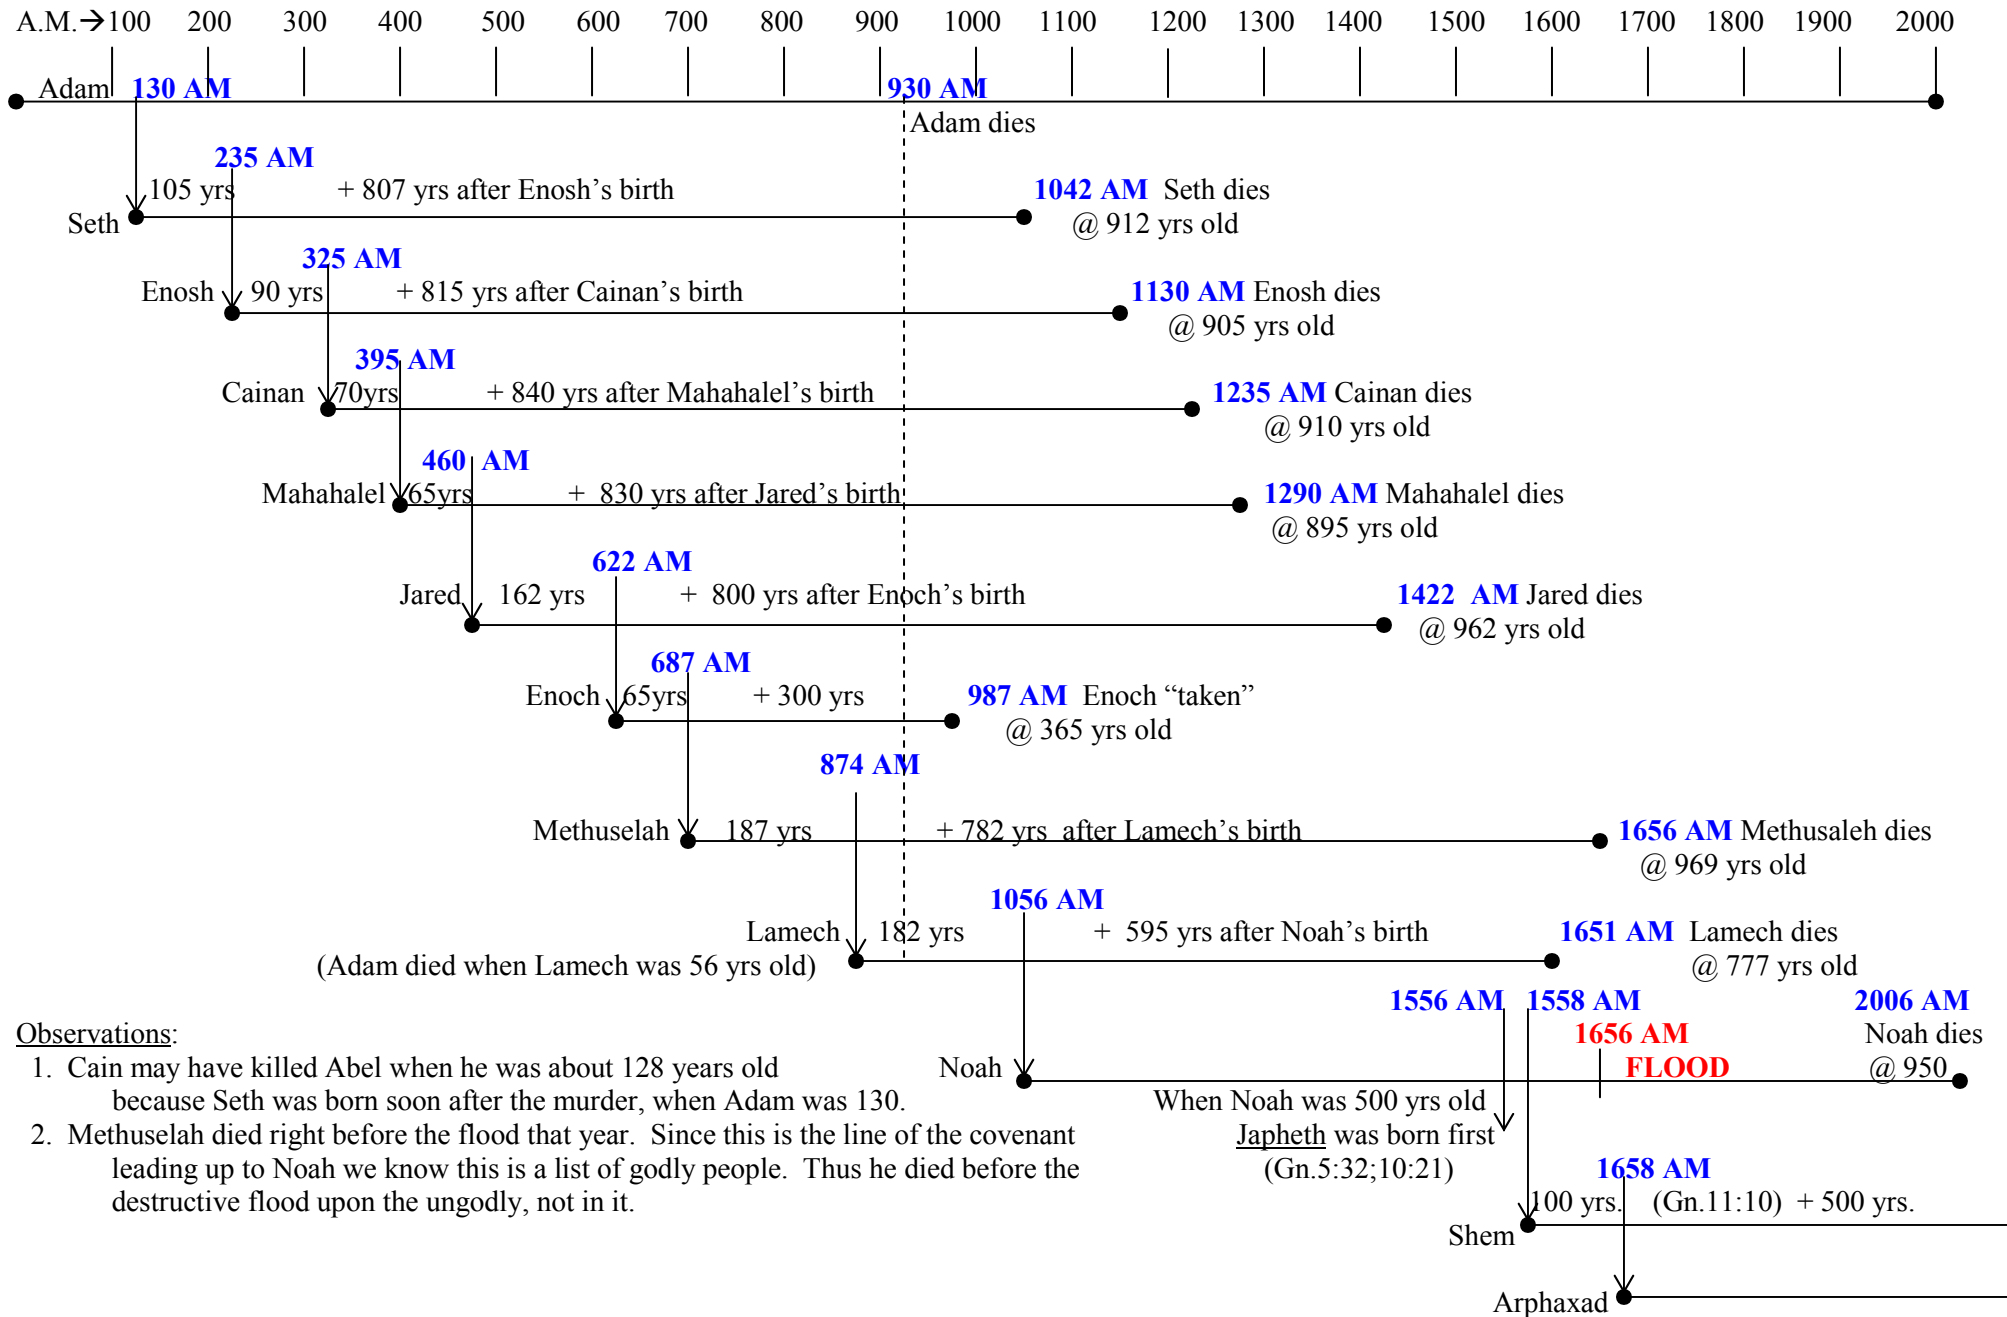 A.M.→100 200 300 400 500 600 700 800 900 1000 1100 1200 1300 1400 1500 1600 1700 1800 1900 2000
Adam 130 AM 930 AM
Adam dies
235 AM
105 yrs + 807 yrs after Enosh’s birth 1042 AM Seth dies
Seth @ 912 yrs old
325 AM
Enosh 90 yrs + 815 yrs after Cainan’s birth 1130 AM Enosh dies
@ 905 yrs old
395 AM
Cainan 70yrs + 840 yrs after Mahahalel’s birth 1235 AM Cainan dies
@ 910 yrs old
460 AM
Mahahalel 65yrs + 830 yrs after Jared’s birth 1290 AM Mahahalel dies
@ 895 yrs old
622 AM
Jared 162 yrs + 800 yrs after Enoch’s birth 1422 AM Jared dies
@ 962 yrs old
687 AM
Enoch 65yrs + 300 yrs 987 AM Enoch “taken”
@ 365 yrs old
874 AM
Methuselah 187 yrs + 782 yrs after Lamech’s birth 1656 AM Methusaleh dies
@ 969 yrs old
1056 AM
Lamech 182 yrs + 595 yrs after Noah’s birth 1651 AM Lamech dies
(Adam died when Lamech was 56 yrs old) @ 777 yrs old
1556 AM 1558 AM 2006 AM
1656 AM Noah dies
Noah FLOOD @ 950
When Noah was 500 yrs old
Japheth was born first
(Gn.5:32;10:21)
1658 AM
100 yrs. (Gn.11:10) + 500 yrs.
Shem
Arphaxad
Observations:
1. Cain may have killed Abel when he was about 128 years old
because Seth was born soon after the murder, when Adam was 130.
2. Methuselah died right before the flood that year. Since this is the line of the covenant
leading up to Noah we know this is a list of godly people. Thus he died before the
destructive flood upon the ungodly, not in it.